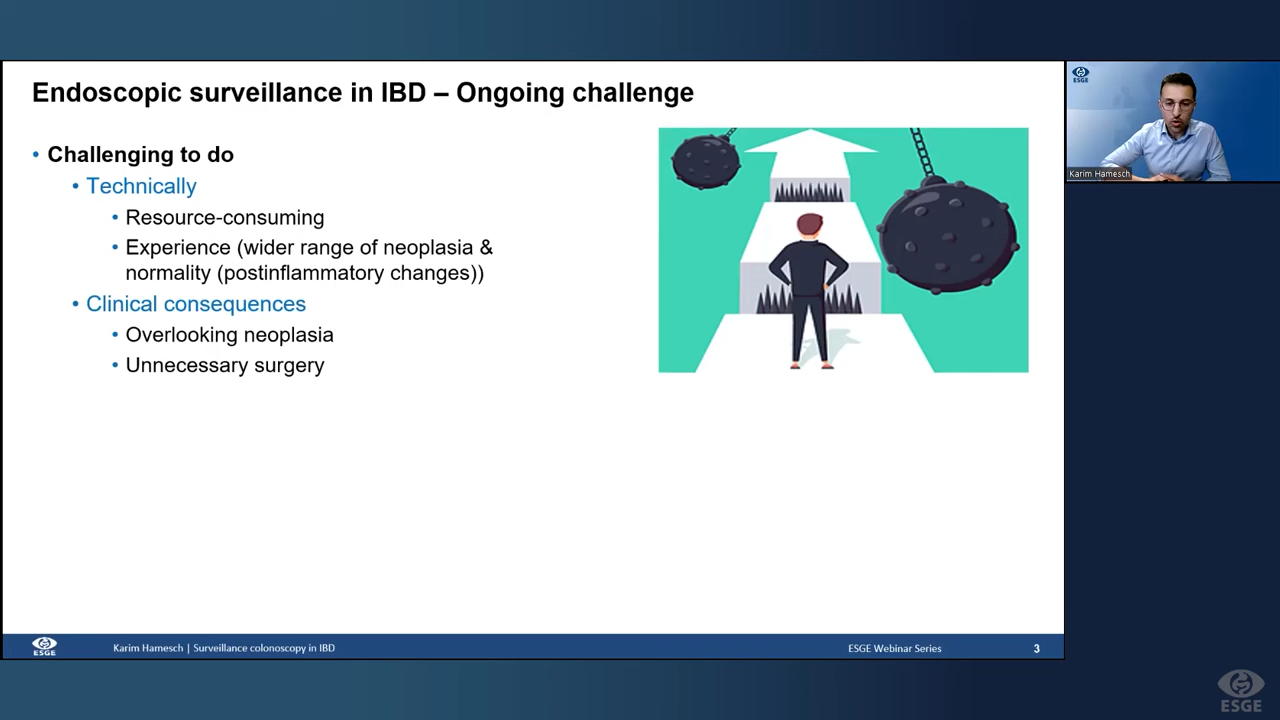 Endoscopic surveillance in IBD – Ongoing challenge
• Challenging to do
• Technically
• Resource-consuming
• Experience (wider range of neoplasia &
normality (postinflammatory changes))
• Clinical consequences
• Overlooking neoplasia
• Unnecessary surgery
ESGE
Karim Hamesch
ESGE
Karim Hamesch | Surveillance colonoscopy in IBD
ESGE Webinar Series
3
ESGE